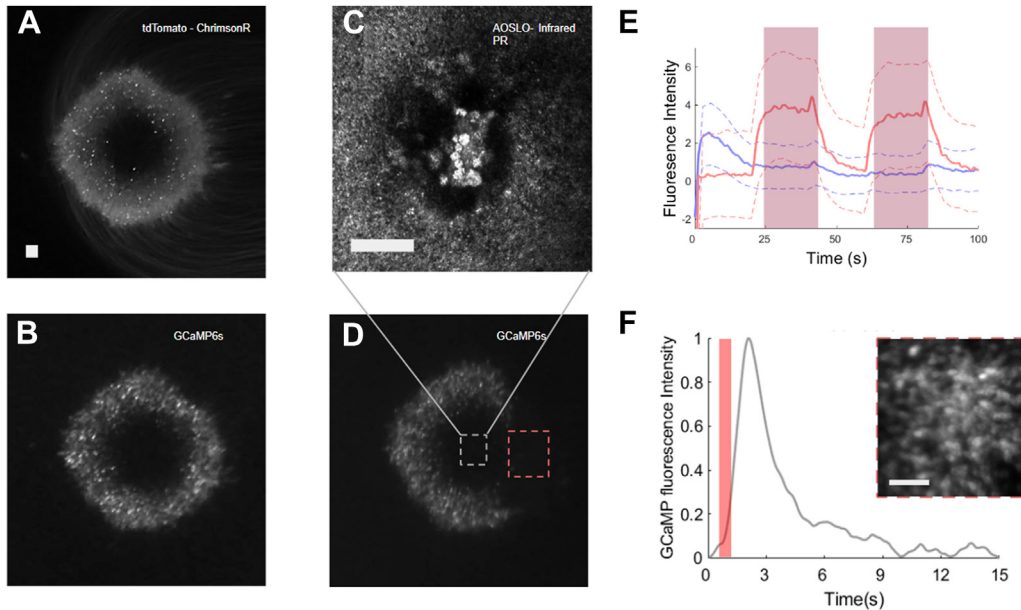 A
tdTomato - ChrimsonR
B
GCaMP6s
C
AOSLO- Infrared
PR
D
GCaMP6s
E
Fluoresence Intensity
6
4
2
0
-2
0 25 50 75 100
Time (s)
F
GCaMP fluorescence Intensity
1
0.8
0.6
0.4
0.2
0
0 3 6 9 12 15
Time(s)